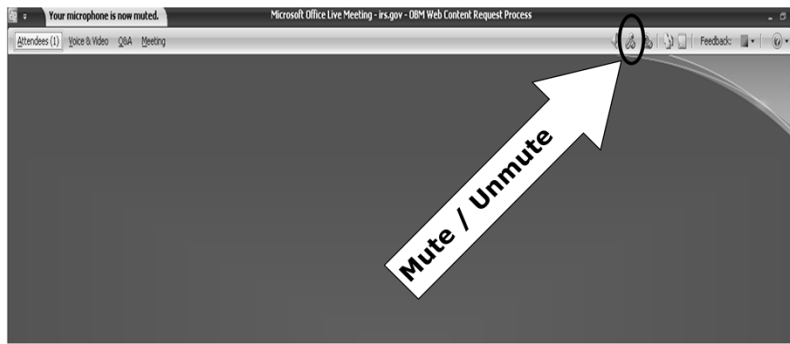 Your microphone is now muted.
Microsoft Office Live Meeting - irs.gov - OBM Web Content Request Process
Attendees (1) Voice & Video Q&A Meeting
Feedback:
Mute / Unmute